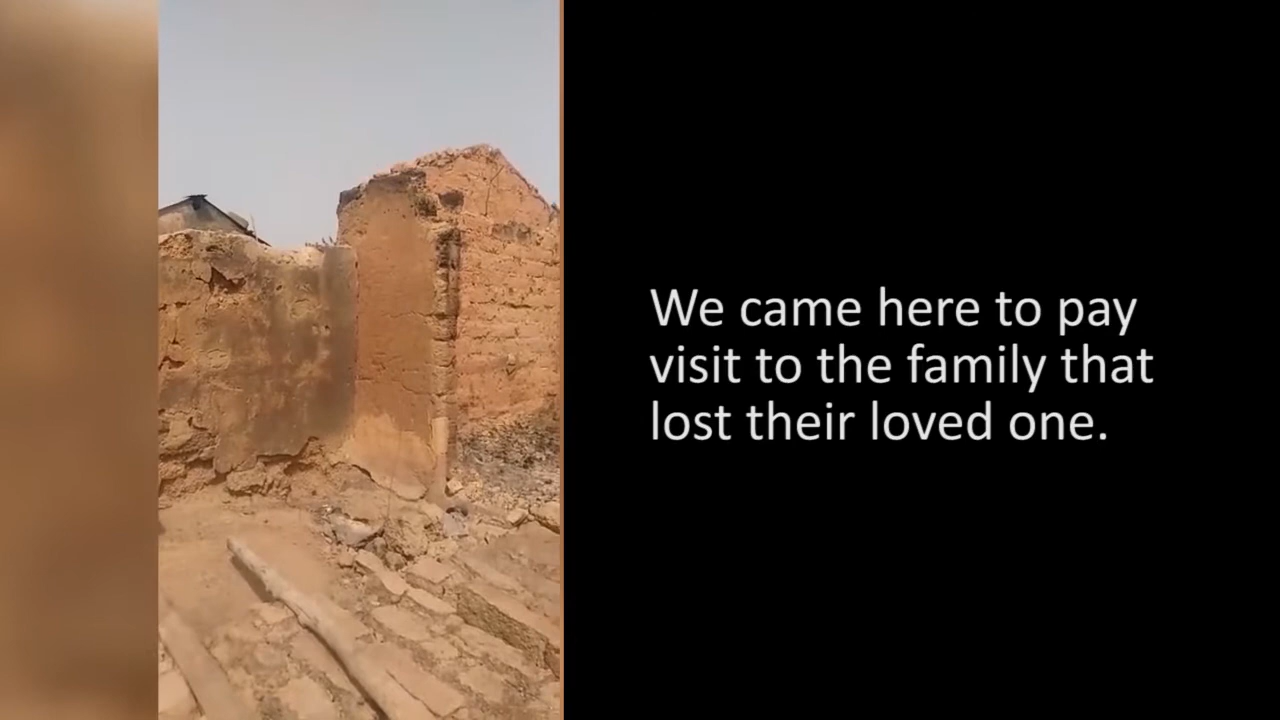 We came here to pay
visit to the family that
lost their loved one.